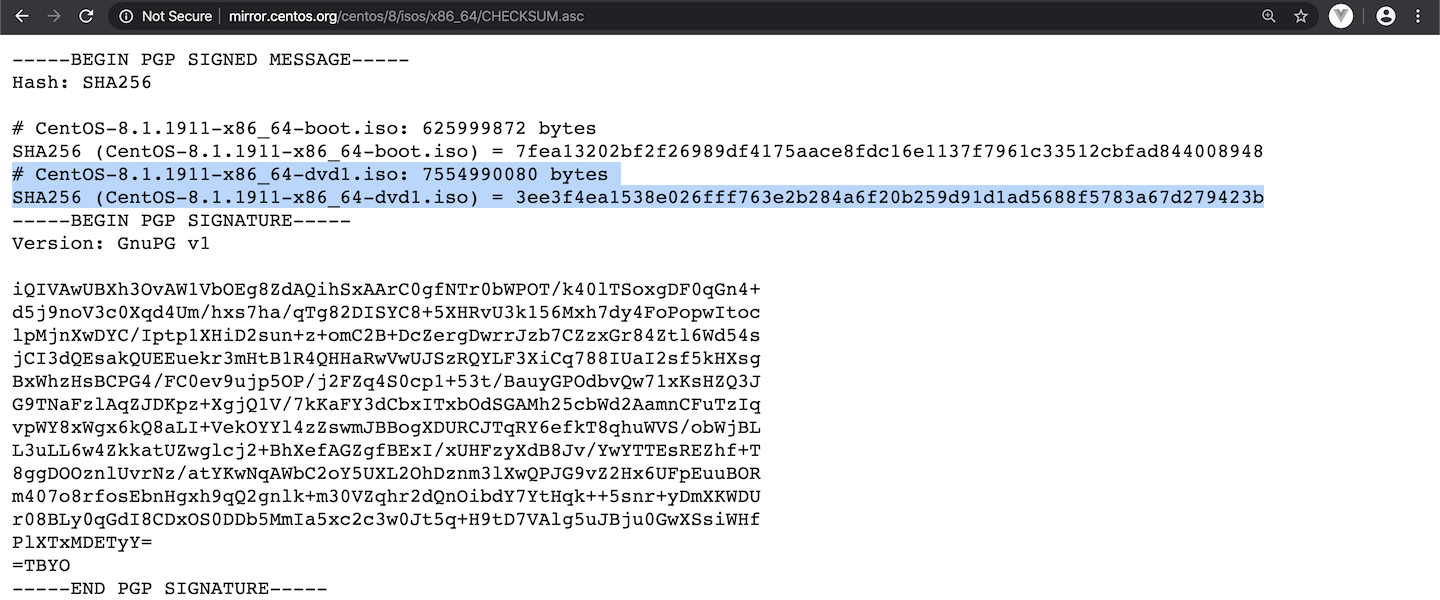 Not Secure | mirror.centos.org/centos/8/isos/x86_64/CHECKSUM.asc
-----BEGIN PGP SIGNED MESSAGE-----
Hash: SHA256
# CentOS-8.1.1911-x86_64-boot.iso: 625999872 bytes
SHA256 (CentOS-8.1.1911-x86_64-boot.iso) = 7fea13202bf2f26989df4175aace8fdc16e1137f7961c33512cbfad844008948
# CentOS-8.1.1911-x86_64-dvd1.iso: 7554990080 bytes
SHA256 (CentOS-8.1.1911-x86_64-dvd1.iso) = 3ee3f4ea1538e026fff763e2b284a6f20b259d91d1ad5688f5783a67d279423b
-----BEGIN PGP SIGNATURE-----
Version: GnuPG v1
iQIVAwUBXh3OvAW1VbOEg8ZdAQihSxAArC0gfNTr0bWPOT/k40lTSoxgDF0qGn4+
d5j9noV3c0Xqd4Um/hxs7ha/qTg82DISYC8+5XHRvU3k156Mxh7dy4FoPopwItoc
lpMjnXwDYC/Iptp1XHiD2sun+z+omC2B+DcZergDwrrJzb7CZzxGr84Ztl6Wd54s
jCI3dQEsakQUEEuekr3mHtB1R4QHHaRwVwUJSzRQYLF3XiCq788IUaI2sf5kHXsg
BxWhzHsBCPG4/FC0ev9ujp5OP/j2FZq4S0cp1+53t/BauyGPOdbvQw71xKsHZQ3J
G9TNaFzlAqZJDKpz+XgjQ1V/7kKaFY3dCbxITxbOdSGAMh25cbWd2AamnCFuTzIq
vpWY8xWgx6kQ8aLI+VekOYYl4zZswmJBBogXDURCJTqRY6efkT8qhuWVS/obWjBL
L3uLL6w4ZkkatUZwglcj2+BhXefAGZgfBExI/xUHFzyXdB8Jv/YwYTTEsREZhf+T
8ggDOOznlUvrNz/atYKwNqAWbC2oY5UXL2OhDznm3lXwQPJG9vZ2Hx6UFpEuuBOR
m407o8rfosEbnHgxh9qQ2gnlk+m30VZqhr2dQnOibdY7YtHqk++5snr+yDmXKWDU
r08BLy0qGdI8CDxOS0DDb5MmIa5xc2c3w0Jt5q+H9tD7VAlg5uJBju0GwXSsiWHf
PlXTxMDETyY=
=TBYO
-----END PGP SIGNATURE-----